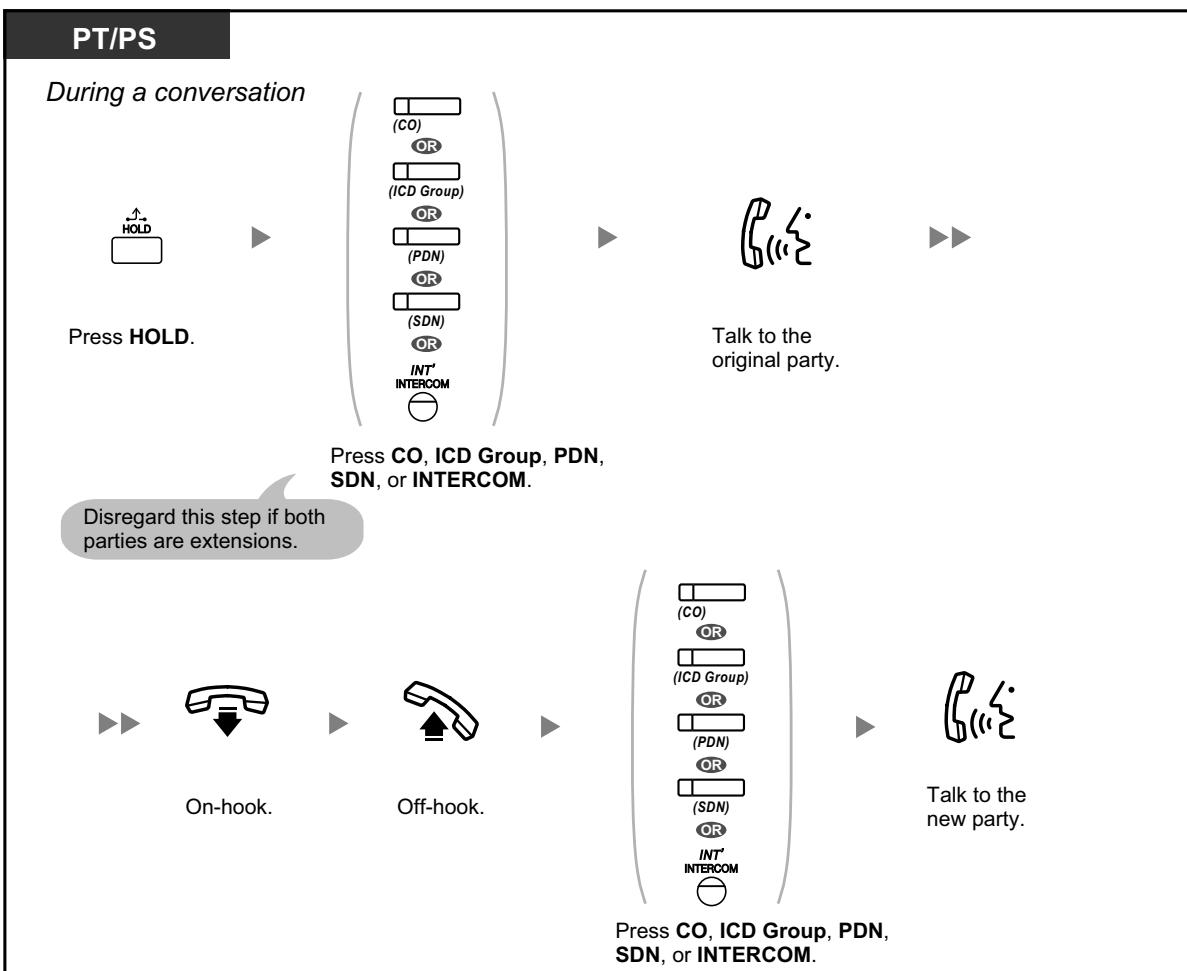 PT/PS
During a conversation
HOLD
Press HOLD.
(CO)
OR
(ICD Group)
OR
(PDN)
OR
(SDN)
OR
INT'
INTERCOM
Press CO, ICD Group, PDN,
SDN, or INTERCOM.
Talk to the
original party.
Disregard this step if both
parties are extensions.
On-hook.
Off-hook.
(CO)
OR
(ICD Group)
OR
(PDN)
OR
(SDN)
OR
INT'
INTERCOM
Press CO, ICD Group, PDN,
SDN, or INTERCOM.
Talk to the
new party.